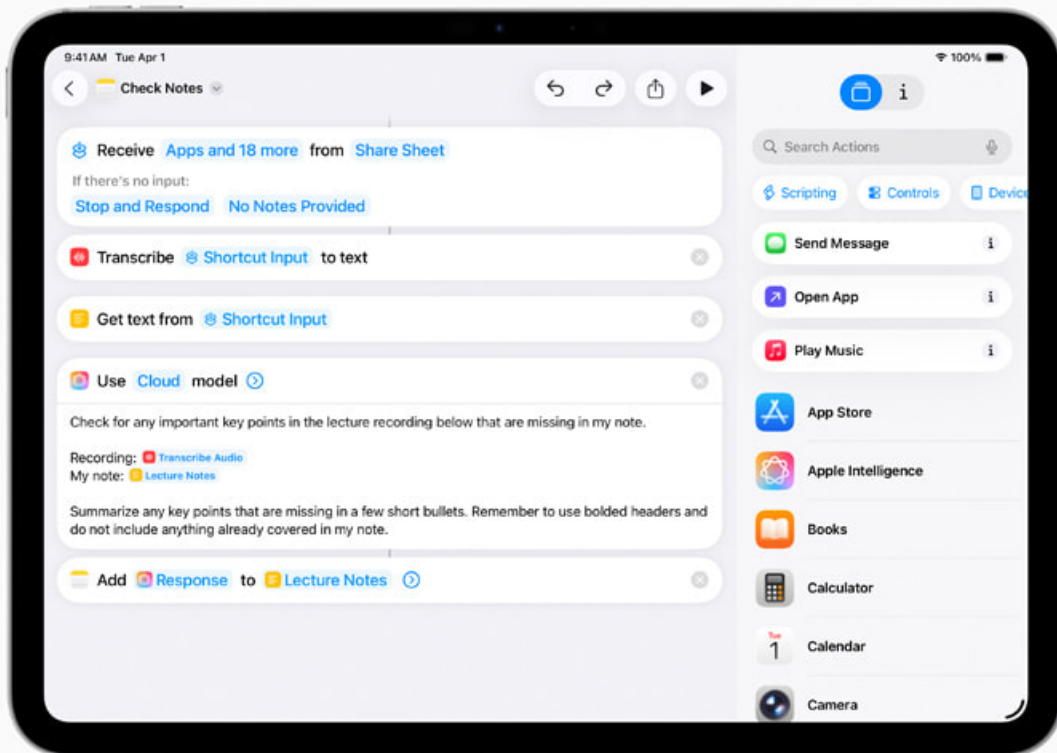 9:41 AM Tue Apr 1
100%
Check Notes
Receive Apps and 18 more from Share Sheet
If there's no input:
Stop and Respond No Notes Provided
Transcribe Shortcut Input to text
Get text from Shortcut Input
Use Cloud model
Check for any important key points in the lecture recording below that are missing in my note.
Recording: Transcribe Audio
My note: Lecture Notes
Summarize any key points that are missing in a few short bullets. Remember to use bolded headers and
do not include anything already covered in my note.
Add Response to Lecture Notes
i
Search Actions
Scripting Controls Device
Send Message i
Open App i
Play Music i
App Store
Apple Intelligence
Books
Calculator
Tue
1
Calendar
Camera